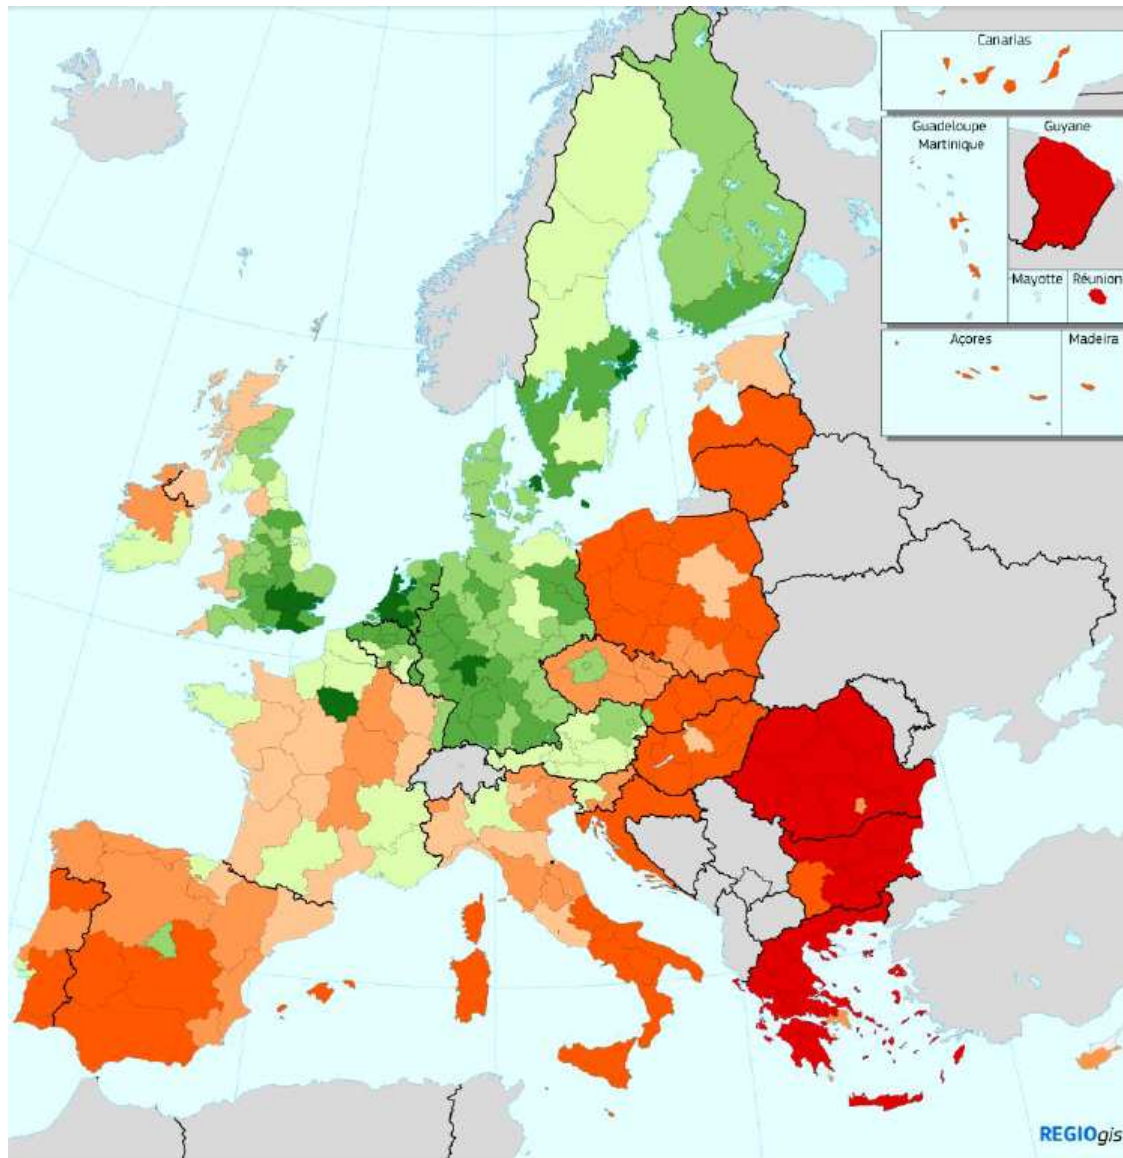 Canarias
Guadeloupe
Martinique
Guyane
Mayotte
Réunion
Açores
Madeira
REGIOgis